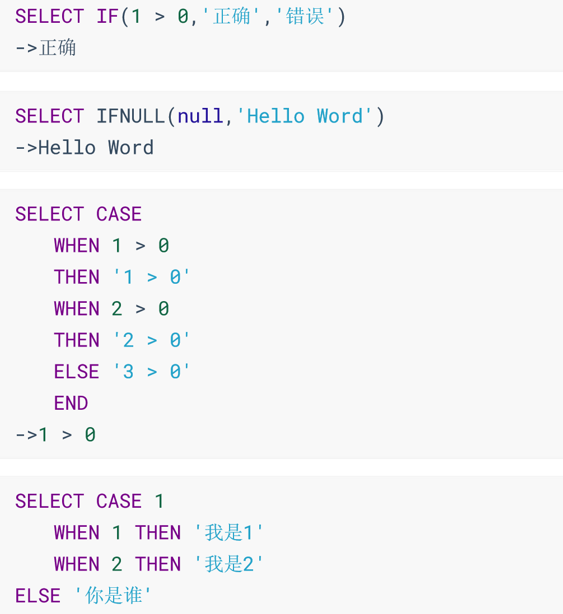 SELECT IF(1 > 0,'正确','错误')
->正确
SELECT IFNULL(null,'Hello Word')
->Hello Word
SELECT CASE
WHEN 1 > 0
THEN '1 > 0'
WHEN 2 > 0
THEN '2 > 0'
ELSE '3 > 0'
END
->1 > 0
SELECT CASE 1
WHEN 1 THEN '我是1'
WHEN 2 THEN '我是2'
ELSE '你是谁'